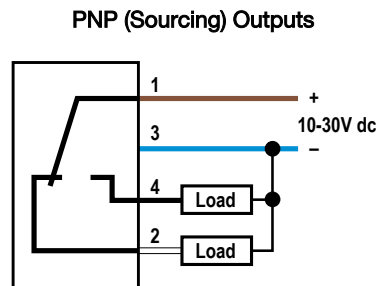 PNP (Sourcing) Outputs
1
+
10-30V dc
3
–
4
Load
2
Load